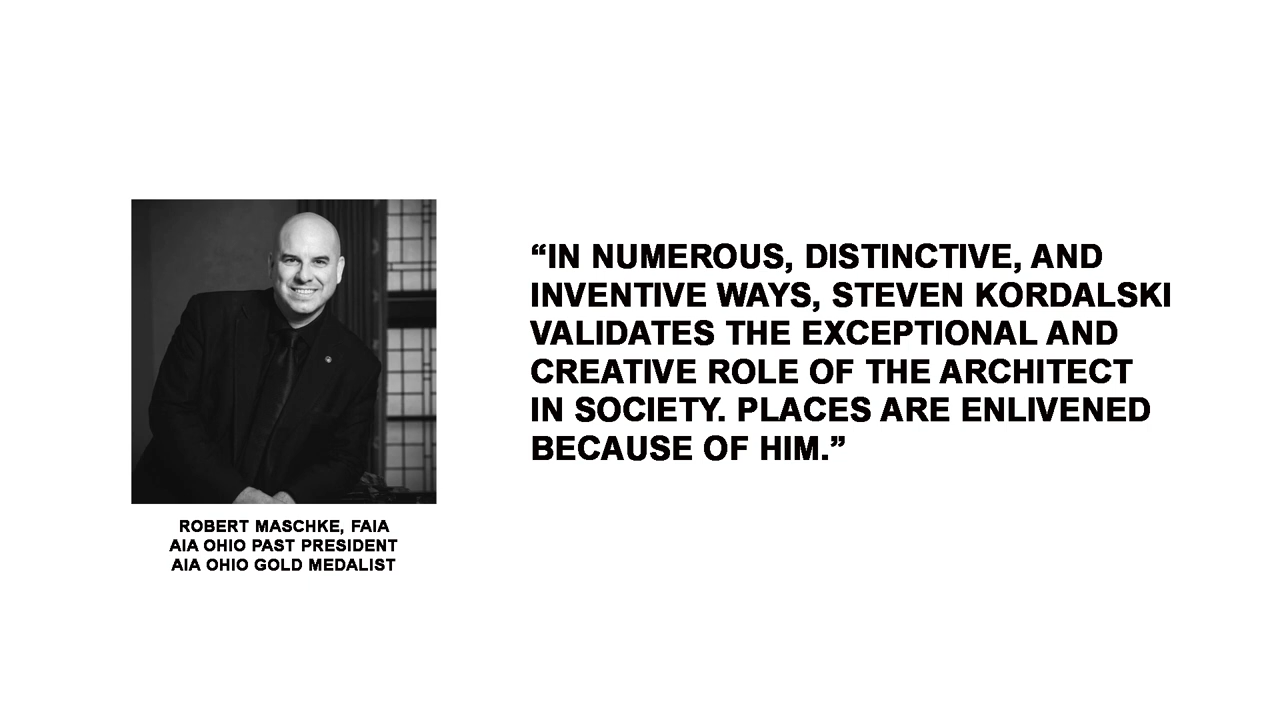 ROBERT MASCHKE, FAIA
AIA OHIO PAST PRESIDENT
AIA OHIO GOLD MEDALIST
“IN NUMEROUS, DISTINCTIVE, AND
INVENTIVE WAYS, STEVEN KORDALSKI
VALIDATES THE EXCEPTIONAL AND
CREATIVE ROLE OF THE ARCHITECT
IN SOCIETY. PLACES ARE ENLIVENED
BECAUSE OF HIM.”